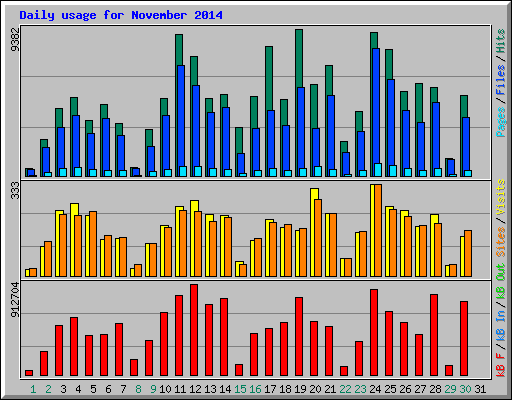 Daily usage for November 2014
9382
Pages / Files / Hits
333
Sites / Visits
912704
kB F / kB In / kB Out
1 2 3 4 5 6 7 8 9 10 11 12 13 14 15 16 17 18 19 20 21 22 23 24 25 26 27 28 29 30 31